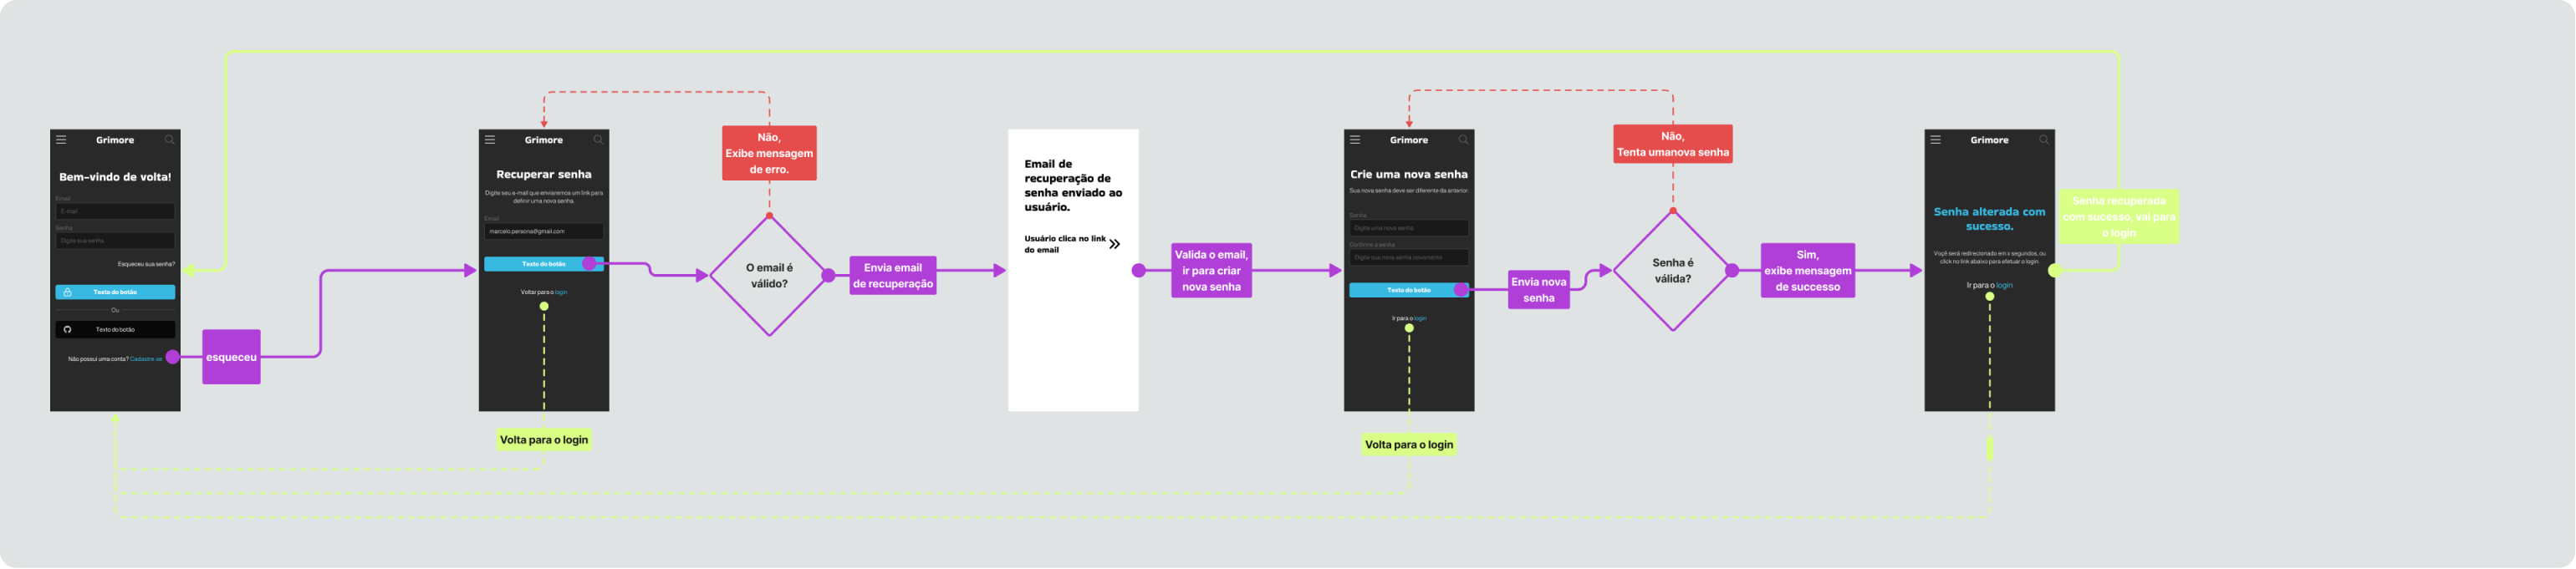 Grimore
Bem-vindo de volta!
Email
E-mail
Senha
Digite sua senha
Esqueceu sua senha?
Texto do botão
Ou
Texto do botão
Não possui uma conta? Cadastre-se
esqueceu
Grimore
Recuperar senha
Digite seu e-mail que enviaremos um link para
definir uma nova senha.
Email
marcelo.persona@gmail.com
Texto do botão
Voltar para o login
Volta para o login
Não,
Exibe mensagem
de erro.
O email é
válido?
Envia email
de recuperação
Email de
recuperação de
senha enviado ao
usuário.
Usuário clica no link
do email
Valida o email,
ir para criar
nova senha
Grimore
Crie uma nova senha
Sua nova senha deve ser diferente da anterior.
Senha
Digite uma nova senha
Confirme a senha
Digite sua nova senha novamente
Texto do botão
Ir para o login
Volta para o login
Envia nova
senha
Não,
Tenta umanova senha
Senha é
válida?
Sim,
exibe mensagem
de successo
Grimore
Senha alterada com
sucesso.
Voçê será redirecionado em x segundos, ou
click no link abaixo para efetuar o login.
Ir para o login
Senha recuperada
com sucesso, vai para
o login